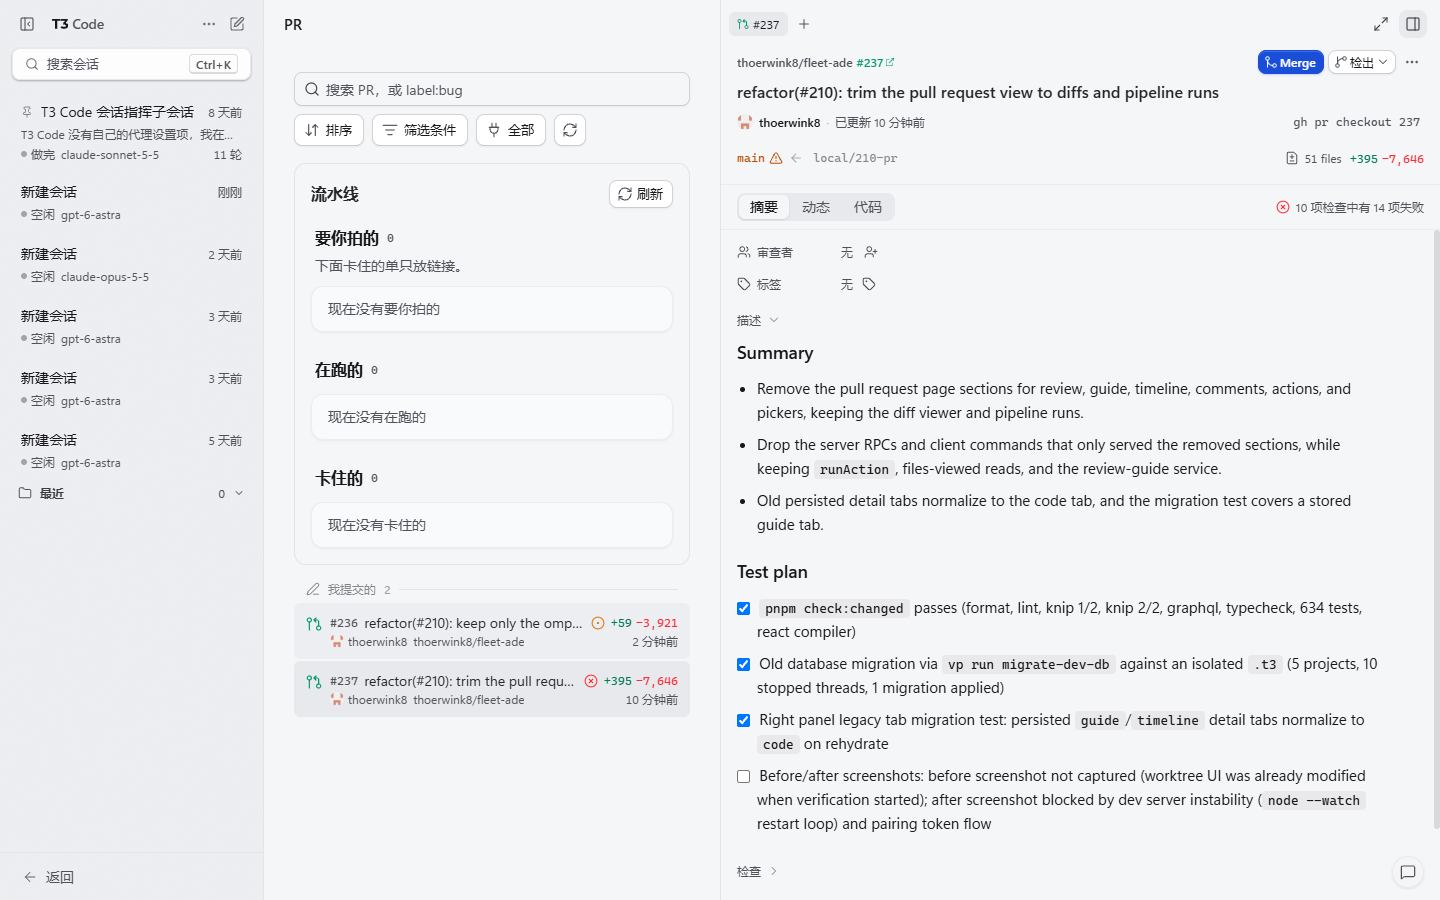 T3 Code
搜索会话
Ctrl+K
T3 Code 会话指挥子会话
8 天前
T3 Code 没有自己的代理设置项，我在...
做完 claude-sonnet-5-5
11 轮
新建会话
刚刚
空闲 gpt-6-astra
新建会话
2 天前
空闲 claude-opus-5-5
新建会话
3 天前
空闲 gpt-6-astra
新建会话
3 天前
空闲 gpt-6-astra
新建会话
5 天前
空闲 gpt-6-astra
最近
0
返回
PR
搜索 PR，或 label:bug
排序
筛选条件
全部
流水线
刷新
要你拍的 0
下面卡住的单只放链接。
现在没有要你拍的
在跑的 0
现在没有在跑的
卡住的 0
现在没有卡住的
我提交的 2
#236 refactor(#210): keep only the omp... +59 −3,921
thoerwink8 thoerwink8/fleet-ade 2 分钟前
#237 refactor(#210): trim the pull requ... +395 −7,646
thoerwink8 thoerwink8/fleet-ade 10 分钟前
#237
thoerwink8/fleet-ade #237
Merge
检出
refactor(#210): trim the pull request view to diffs and pipeline runs
thoerwink8 · 已更新 10 分钟前
gh pr checkout 237
main ← local/210-pr
51 files +395 −7,646
摘要
动态
代码
10 项检查中有 14 项失败
审查者
无
标签
无
描述
Summary
Remove the pull request page sections for review, guide, timeline, comments, actions, and
pickers, keeping the diff viewer and pipeline runs.
Drop the server RPCs and client commands that only served the removed sections, while
keeping runAction, files-viewed reads, and the review-guide service.
Old persisted detail tabs normalize to the code tab, and the migration test covers a stored
guide tab.
Test plan
pnpm check:changed passes (format, lint, knip 1/2, knip 2/2, graphql, typecheck, 634 tests,
react compiler)
Old database migration via vp run migrate-dev-db against an isolated .t3 (5 projects, 10
stopped threads, 1 migration applied)
Right panel legacy tab migration test: persisted guide/timeline detail tabs normalize to
code on rehydrate
Before/after screenshots: before screenshot not captured (worktree UI was already modified
when verification started); after screenshot blocked by dev server instability (node --watch
restart loop) and pairing token flow
检查